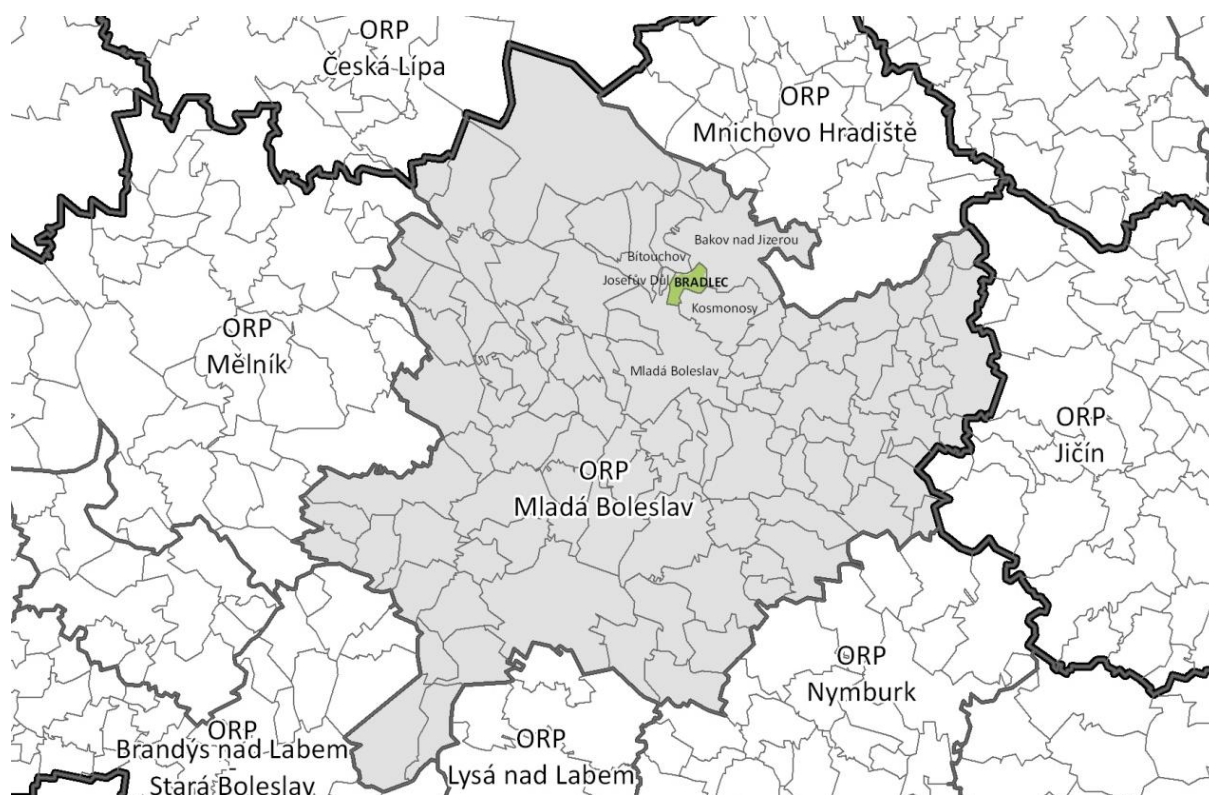 ORP
Česká Lípa
ORP
Mnichovo Hradiště
Bakov nad Jizerou
Bítouchov
Josefův Důl
BRADLEC
Kosmonosy
ORP
Mělník
Mladá Boleslav
ORP
Jičín
ORP
Mladá Boleslav
ORP
Nymburk
ORP
Brandýs nad Labem
-
Stará Boleslav
ORP
Lysá nad Labem